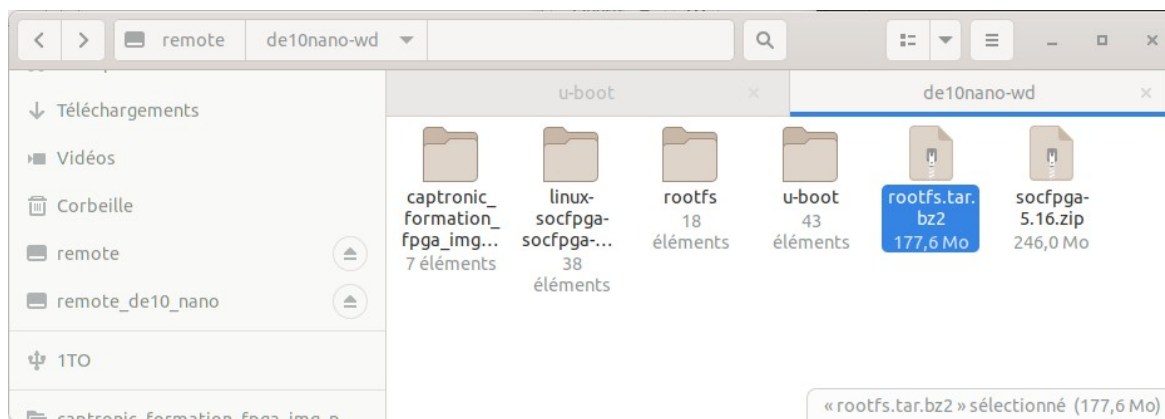 remote
de10nano-wd
Téléchargements
Vidéos
Corbeille
remote
remote_de10_nano
1TO
captronic_formation_fpga_img_p
u-boot
de10nano-wd
captronic_
formation_
fpga_img...
7 éléments
linux-
socfpga-
socfpga-...
38
éléments
rootfs
18
éléments
u-boot
43
éléments
rootfs.tar.
bz2
177,6 Mo
socfpga-
5.16.zip
246,0 Mo
« rootfs.tar.bz2 » sélectionné (177,6 Mo)